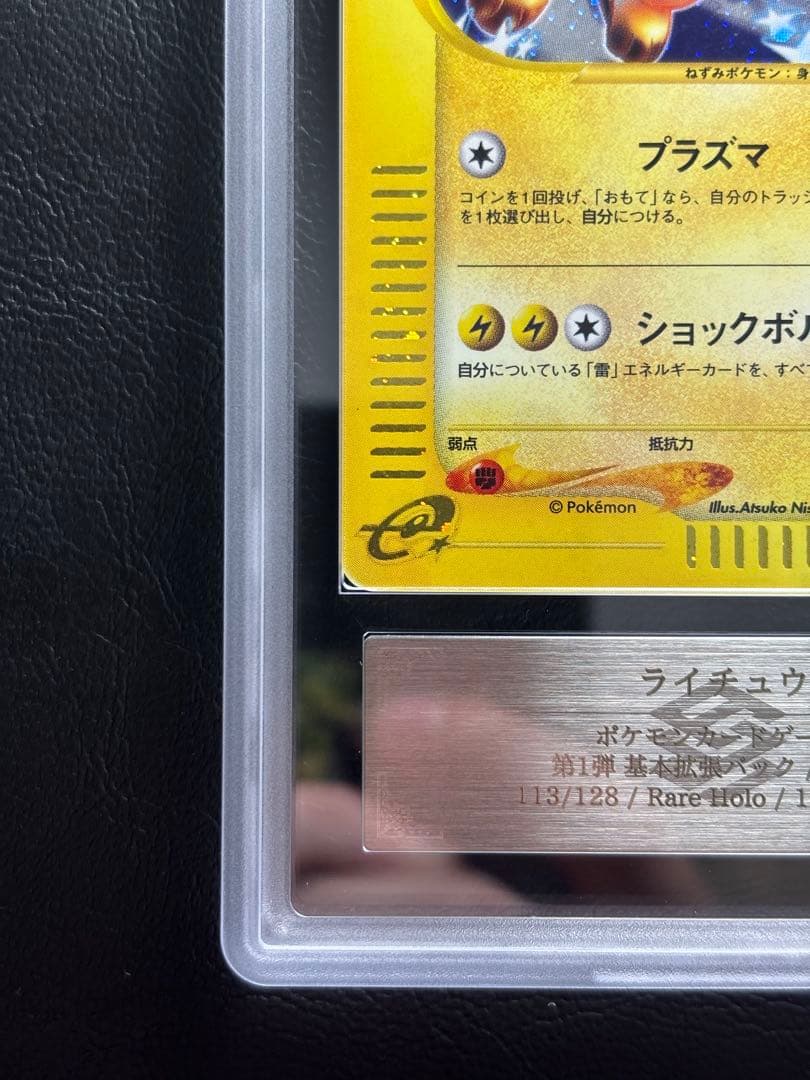 ねずみポケモン：身
プラズマ
コインを1回投げ、「おもて」なら、自分のトラッシ
を1枚選び出し、自分につける。
ショックボル
自分についている「雷」エネルギーカードを、すべて
弱点 抵抗力
© Pokémon Illus.Atsuko Nis
e
ライチュウ
ポケモンカードゲー
第1弾 基本拡張パック
113/128 / Rare Holo / 1